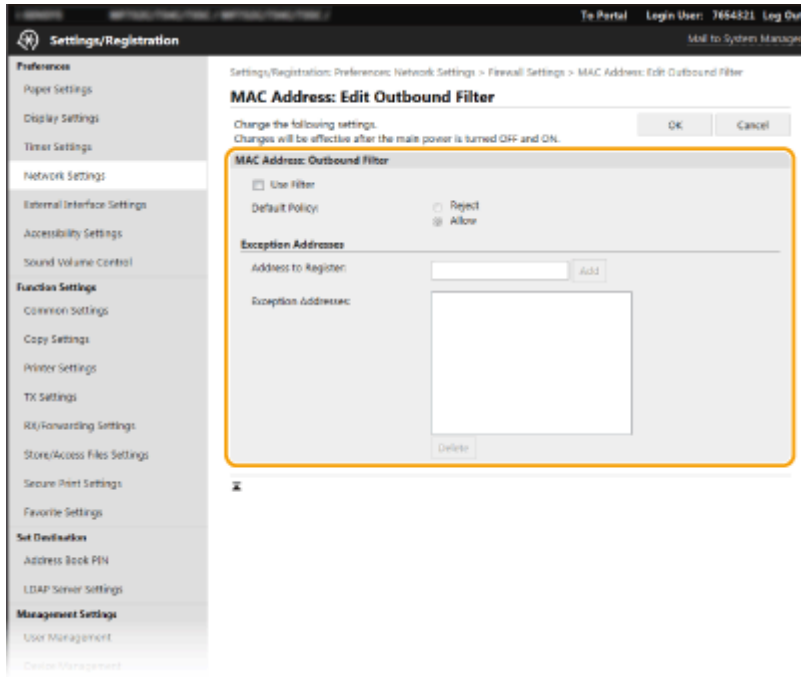 To Portal Login User: 7654321 Log Out
Settings/Registration
Mail to System Manager
Preferences
Paper Settings
Display Settings
Timer Settings
Network Settings
External Interface Settings
Accessibility Settings
Sound Volume Control
Function Settings
Common Settings
Copy Settings
Printer Settings
TX Settings
RX/Forwarding Settings
Store/Access Files Settings
Secure Print Settings
Favorite Settings
Set Destination
Address Book PIN
LDAP Server Settings
Management Settings
User Management
Device Management
Settings/Registration: Preferences: Network Settings > Firewall Settings > MAC Address: Edit Outbound Filter
MAC Address: Edit Outbound Filter
Change the following settings.
Changes will be effective after the main power is turned OFF and ON.
OK Cancel
MAC Address: Outbound Filter
Use Filter
Default Policy: Reject
Allow
Exception Addresses
Address to Register: Add
Exception Addresses:
Delete